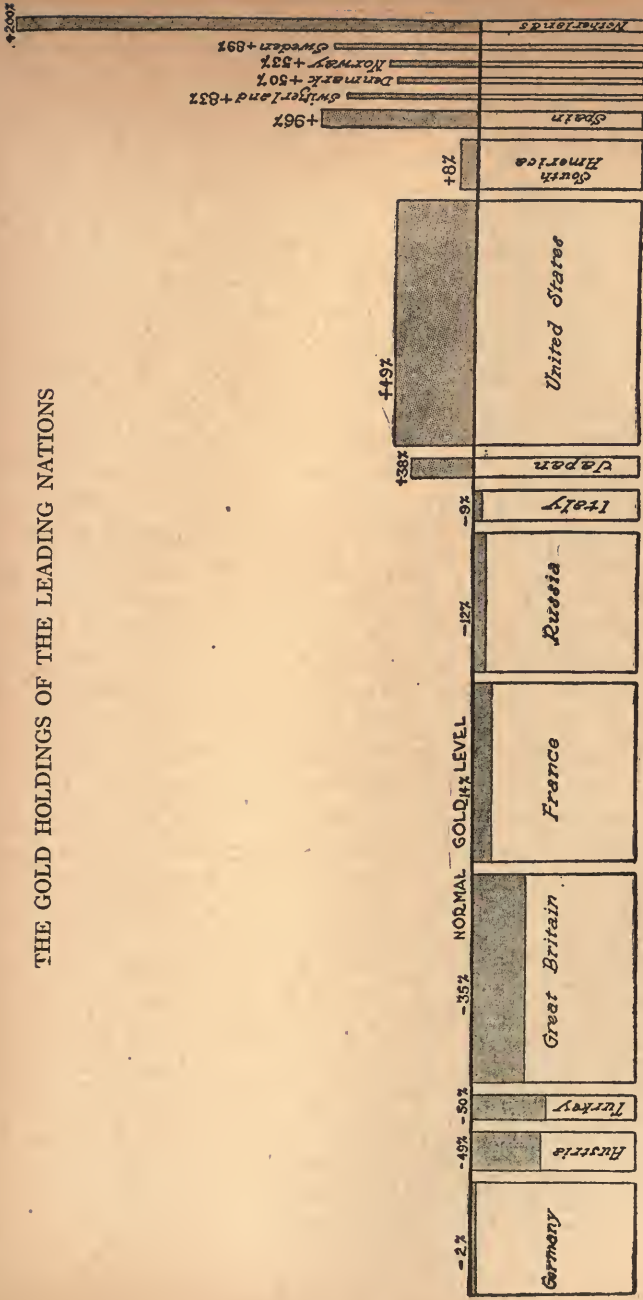 THE GOLD HOLDINGS OF THE LEADING NATIONS
+200%
Netherlands
Sweden +89%
Norway +53%
Denmark +50%
Switzerland +83%
+96%
Spain
+8%
South America
+49%
United States
+38%
Japan
-9%
Italy
-12%
Russia
NORMAL GOLD LEVEL
-14%
France
-35%
Great Britain
-50%
Turkey
-49%
Austria
-2%
Germany